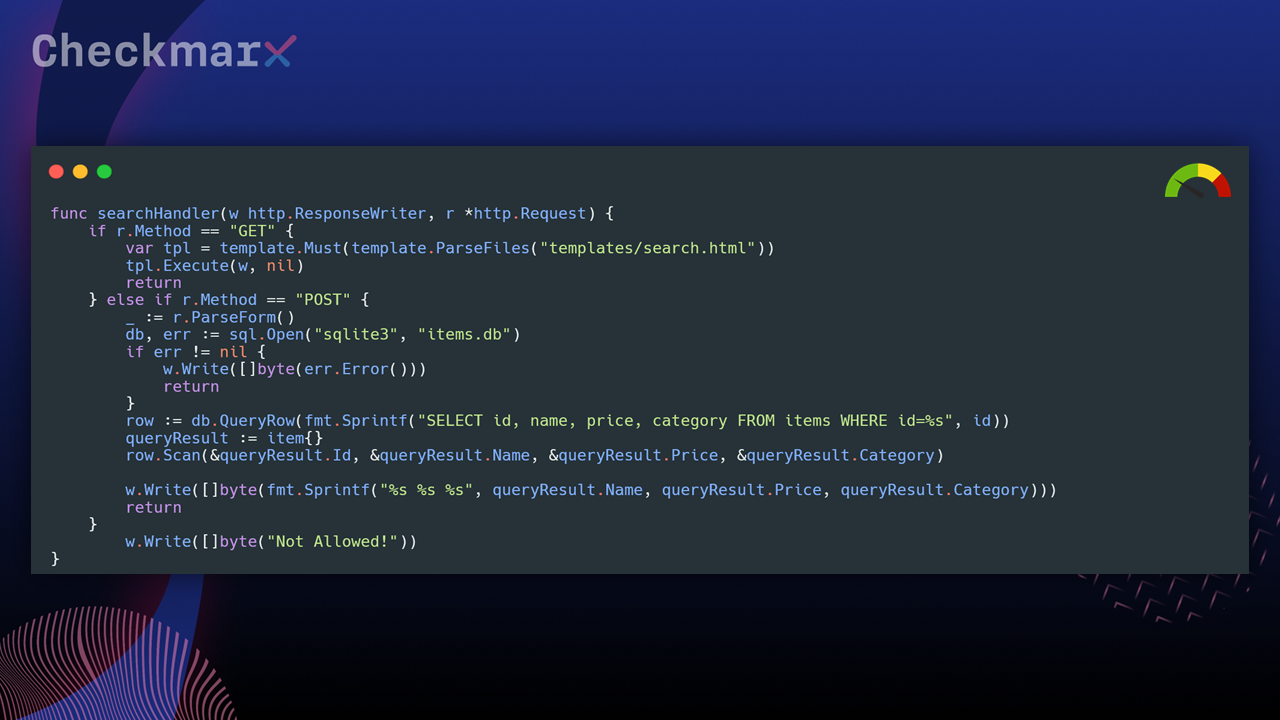 Checkmarx
func searchHandler(w http.ResponseWriter, r *http.Request) {
    if r.Method == "GET" {
        var tpl = template.Must(template.ParseFiles("templates/search.html"))
        tpl.Execute(w, nil)
        return
    } else if r.Method == "POST" {
        _ := r.ParseForm()
        db, err := sql.Open("sqlite3", "items.db")
        if err != nil {
            w.Write([]byte(err.Error()))
            return
        }
        row := db.QueryRow(fmt.Sprintf("SELECT id, name, price, category FROM items WHERE id=%s", id))
        queryResult := item{}
        row.Scan(&queryResult.Id, &queryResult.Name, &queryResult.Price, &queryResult.Category)
        w.Write([]byte(fmt.Sprintf("%s %s %s", queryResult.Name, queryResult.Price, queryResult.Category)))
        return
    }
        w.Write([]byte("Not Allowed!"))
}